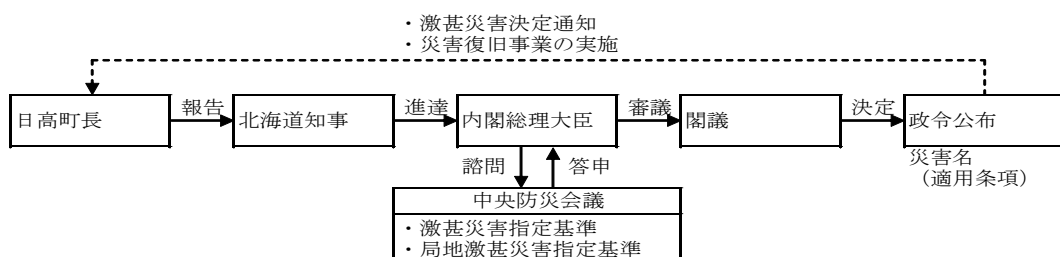 ・激甚災害決定通知
・災害復旧事業の実施
日高町長
報告
北海道知事
進達
内閣総理大臣
審議
閣議
決定
政令公布
災害名
（適用条項）
諮問
答申
中央防災会議
・激甚災害指定基準
・局地激甚災害指定基準